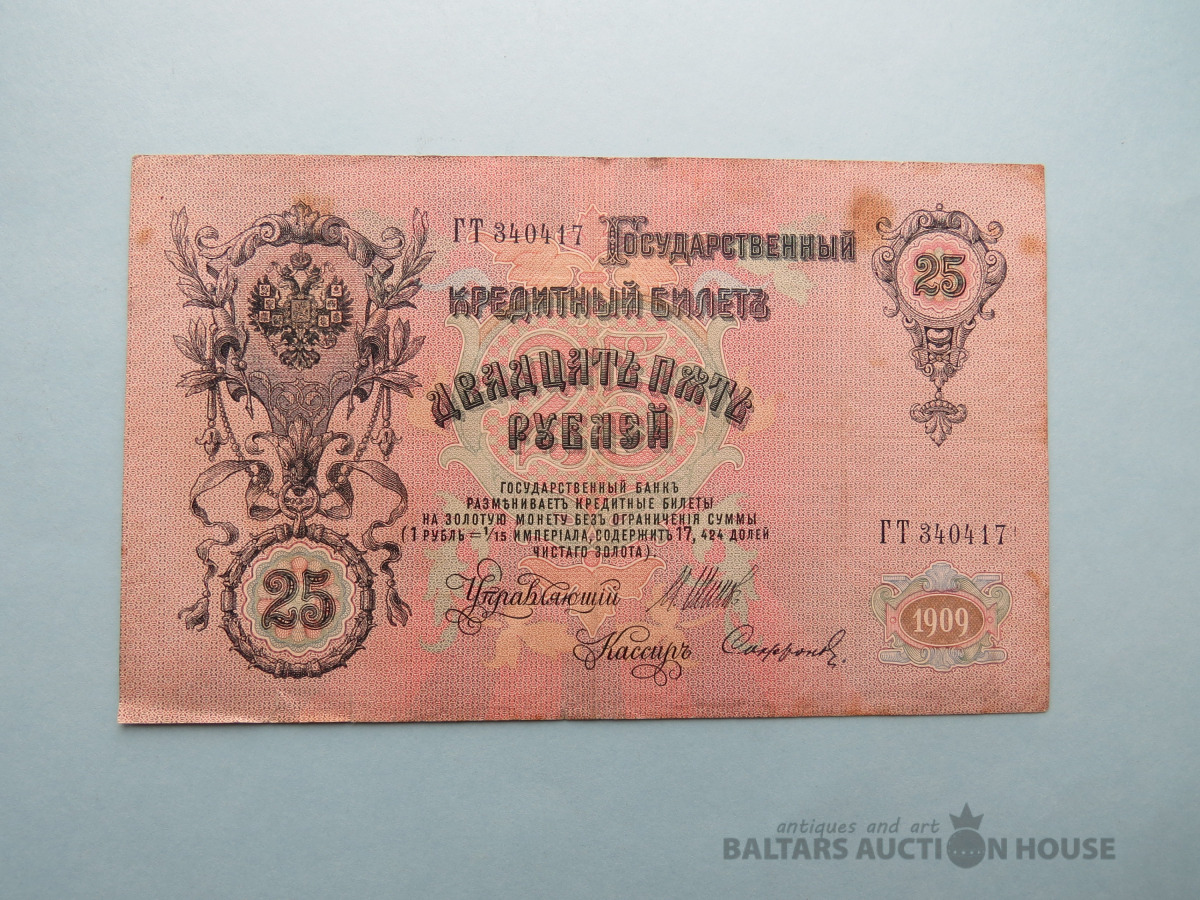 ГТ 340417 Государственный
25
КРЕДИТНЫЙ БИЛЕТЪ
ДВАДЦАТЬ ПЯТЬ
РУБЛЕЙ
ГОСУДАРСТВЕННЫЙ БАНКЪ
РАЗМѢНИВАЕТЪ КРЕДИТНЫЕ БИЛЕТЫ
НА ЗОЛОТУЮ МОНЕТУ БЕЗЪ ОГРАНИЧЕНІЯ СУММЫ
(1 РУБЛЬ = 1/15 ИМПЕРІАЛА, СОДЕРЖИТЪ 17, 424 ДОЛЕЙ
ЧИСТАГО ЗОЛОТА).
ГТ 340417
25
Управляющій
Кассиръ
1909
antiques and art
BALTARS AUCTION HOUSE